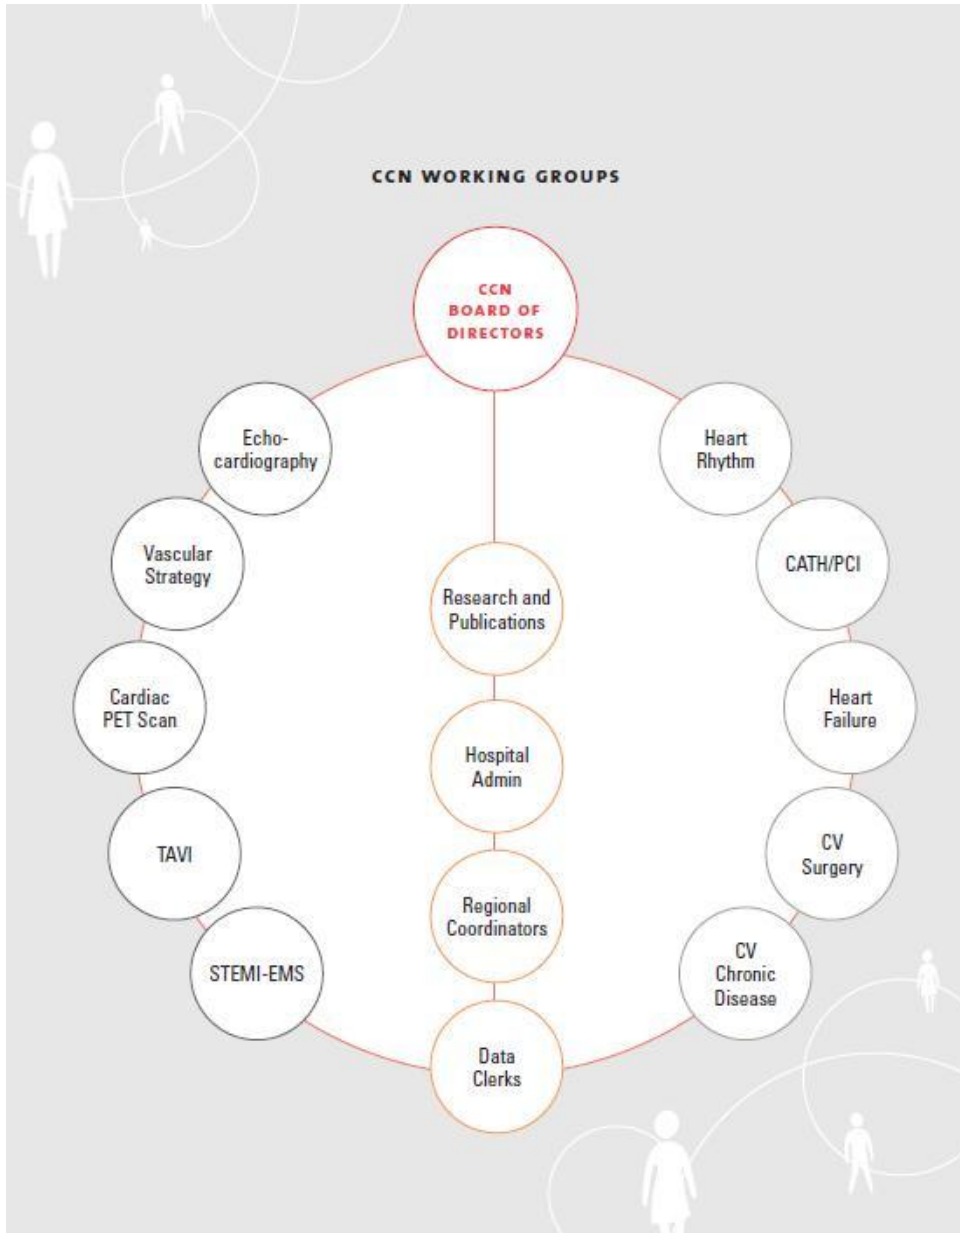 CCN WORKING GROUPS
CCN
BOARD OF
DIRECTORS
Echo-
cardiography
Vascular
Strategy
Cardiac
PET Scan
TAVI
STEMI-EMS
Research and
Publications
Hospital
Admin
Regional
Coordinators
Data
Clerks
Heart
Rhythm
CATH/PCI
Heart
Failure
CV
Surgery
CV
Chronic
Disease